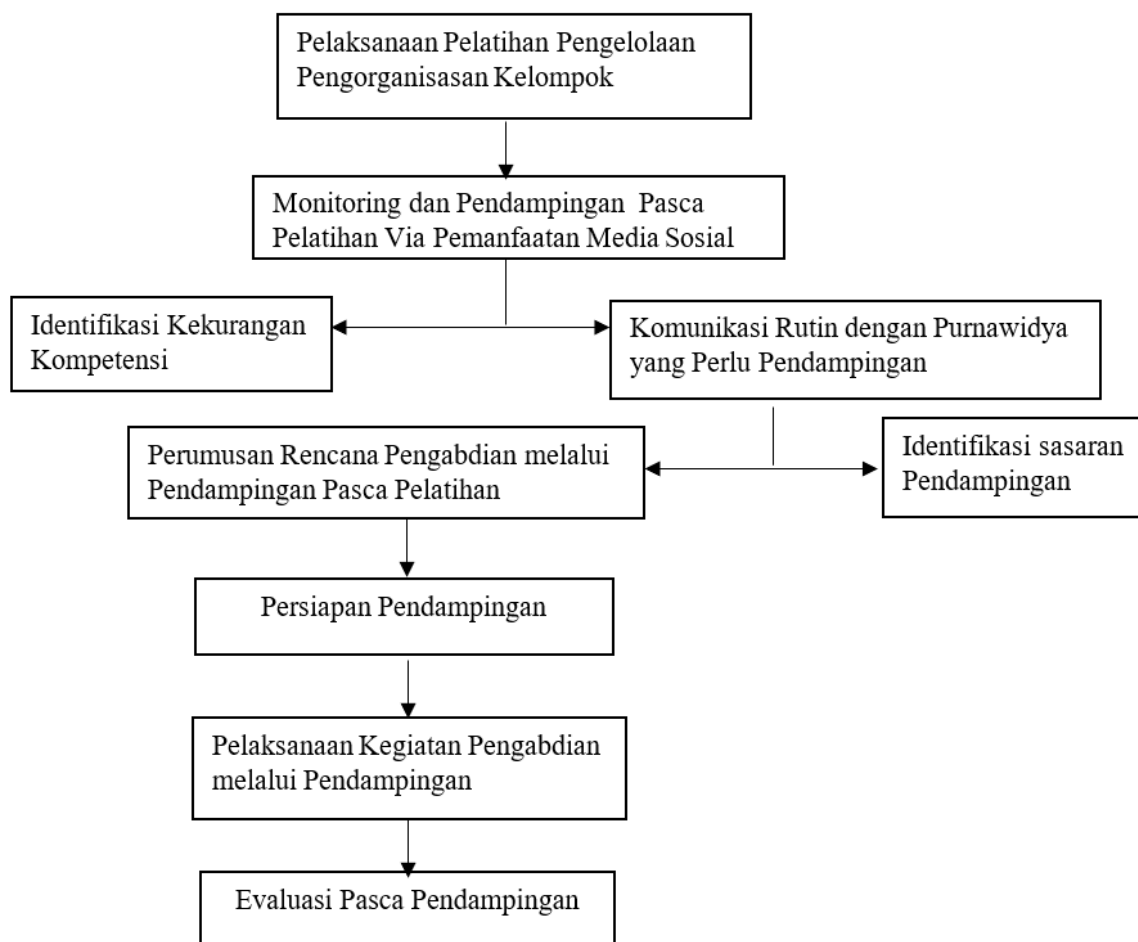 Pelaksanaan Pelatihan Pengelolaan
Pengorganisasan Kelompok
Monitoring dan Pendampingan Pasca
Pelatihan Via Pemanfaatan Media Sosial
Identifikasi Kekurangan
Kompetensi
Komunikasi Rutin dengan Purnawidya
yang Perlu Pendampingan
Perumusan Rencana Pengabdian melalui
Pendampingan Pasca Pelatihan
Identifikasi sasaran
Pendampingan
Persiapan Pendampingan
Pelaksanaan Kegiatan Pengabdian
melalui Pendampingan
Evaluasi Pasca Pendampingan